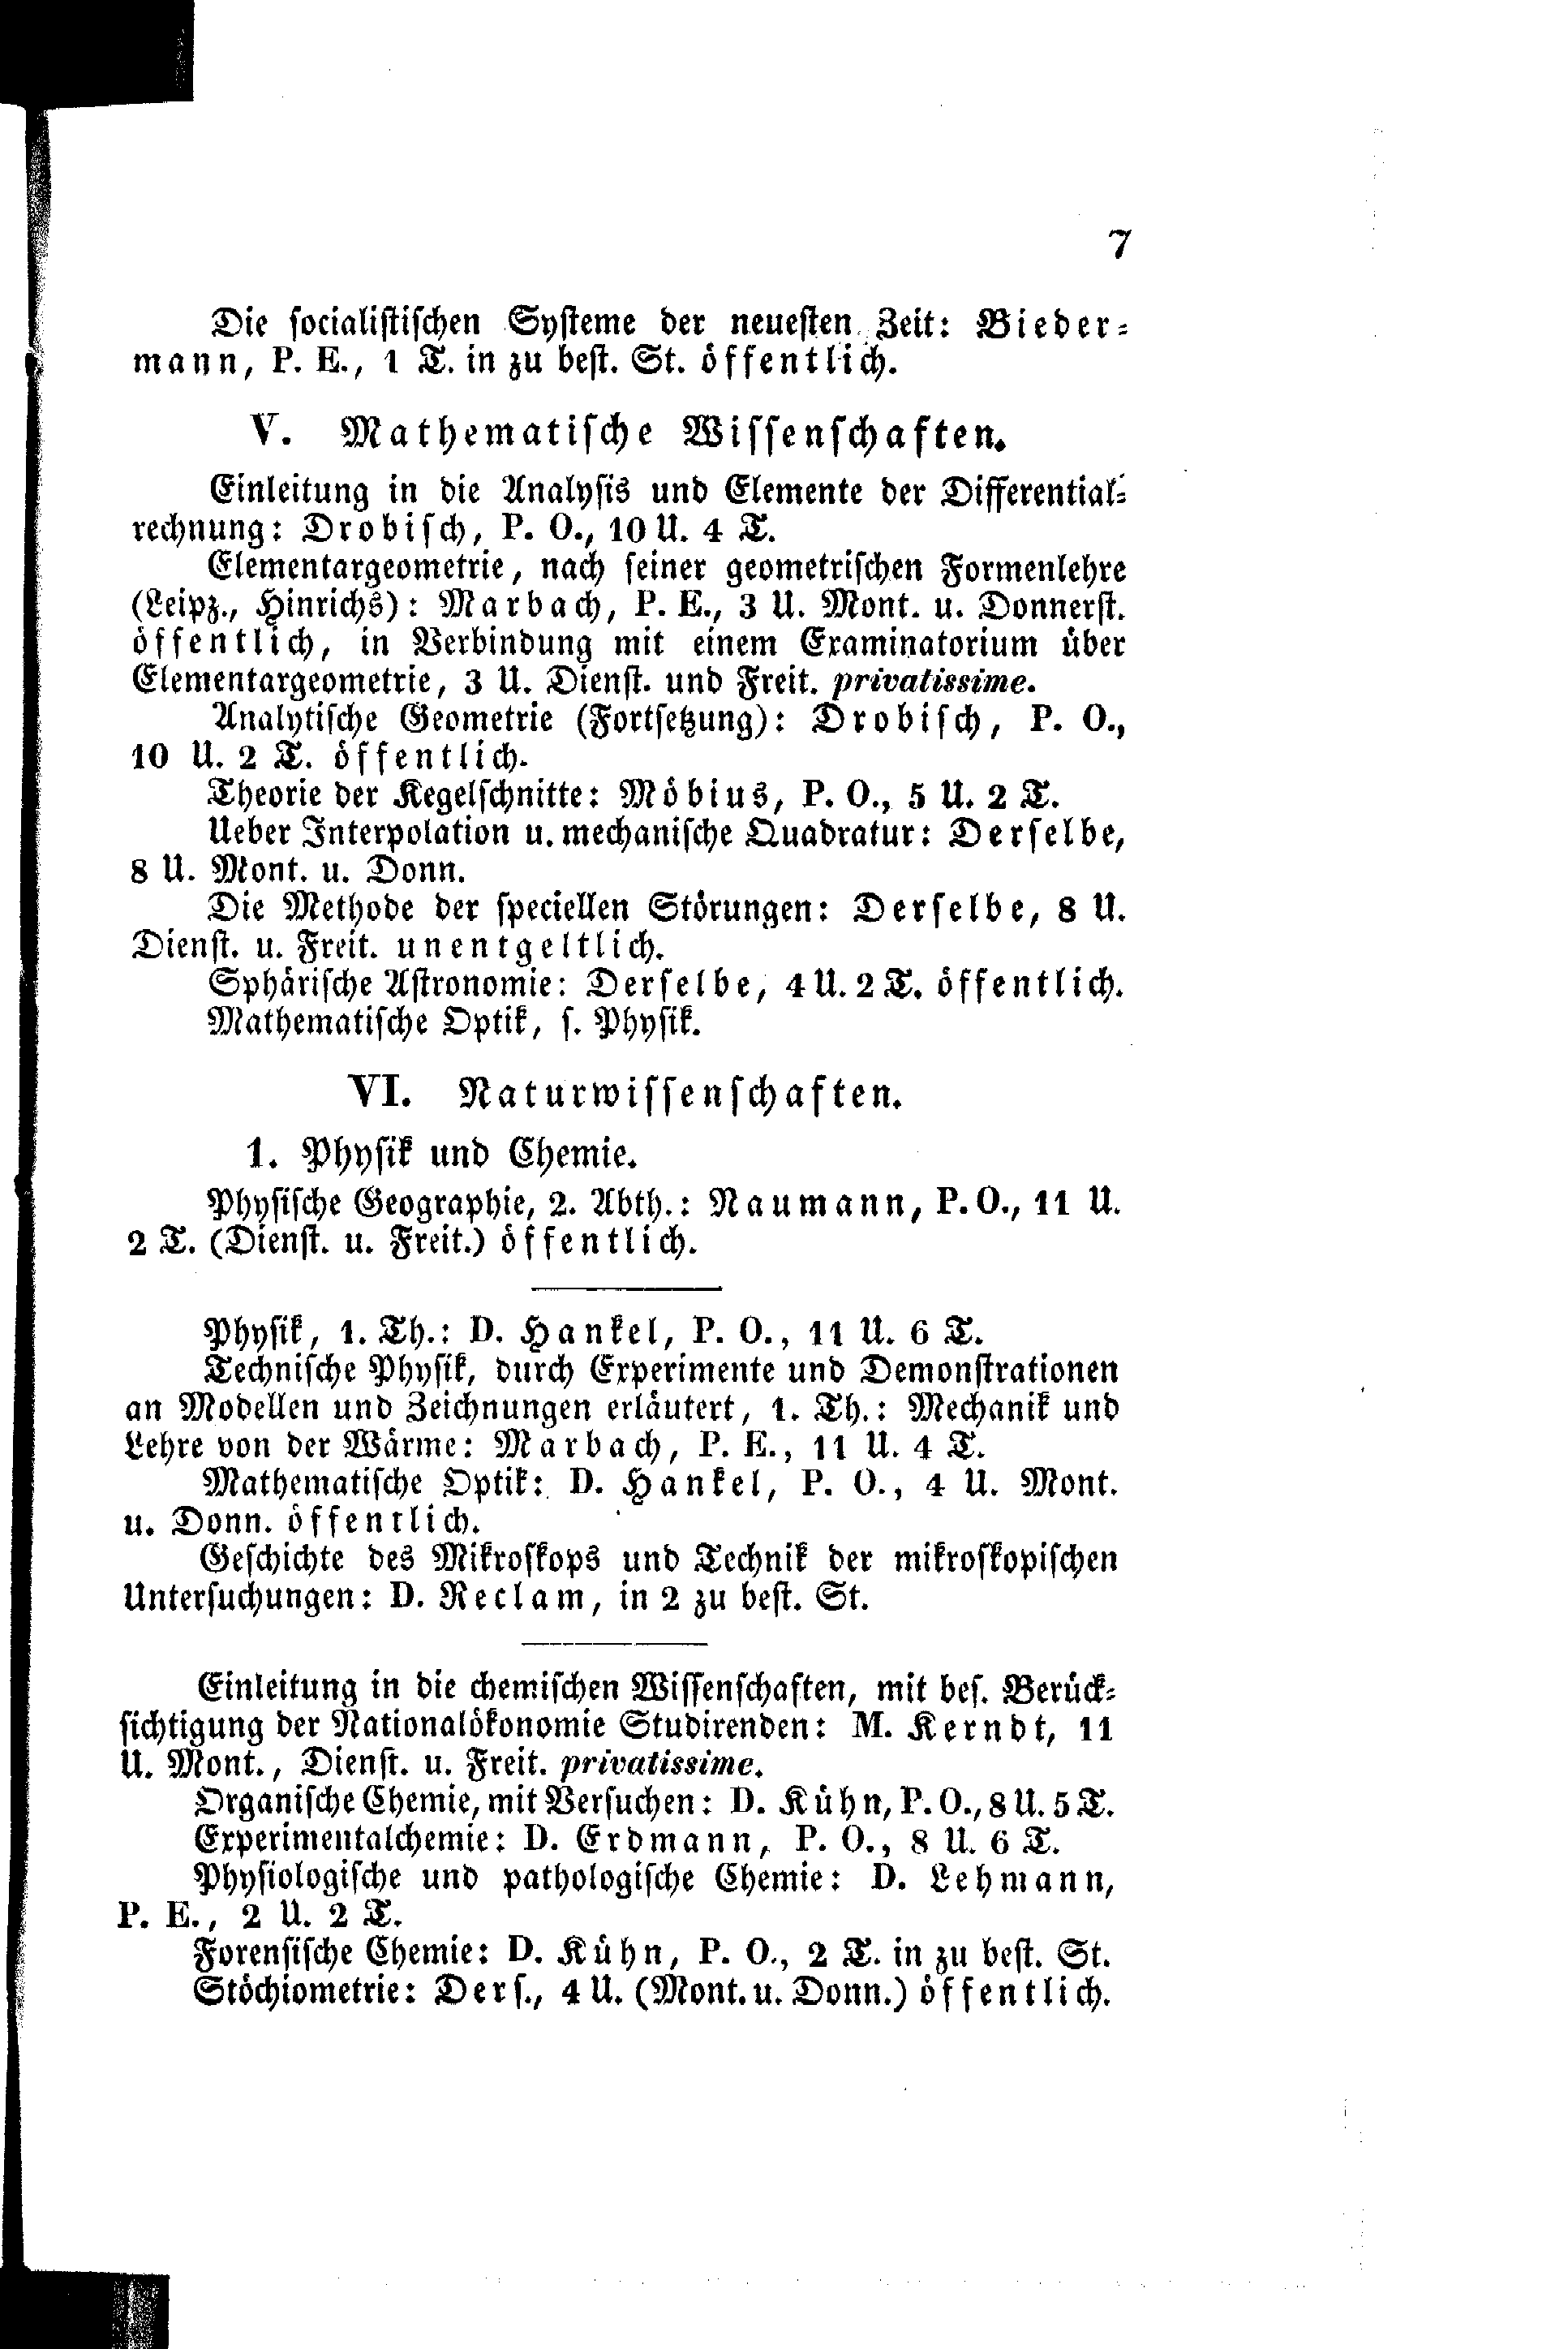 7
Die socialistischen Systeme der neuesten Zeit: Bieder-
mann, P. E., 1 T. in zu best. St. öffentlich.
V. Mathematische Wissenschaften.
Einleitung in die Analysis und Elemente der Differential-
rechnung: Drobisch, P. O., 10 U. 4 T.
Elementargeometrie, nach seiner geometrischen Formenlehre
(Leipz., Hinrichs): Marbach, P. E., 3 U. Mont. u. Donnerst.
öffentlich, in Verbindung mit einem Examinatorium über
Elementargeometrie, 3 U. Dienst. und Freit. privatissime.
Analytische Geometrie (Fortsetzung): Drobisch, P. O.,
10 U. 2 T. öffentlich.
Theorie der Kegelschnitte: Möbius, P. O., 5 U. 2 T.
Ueber Interpolation u. mechanische Quadratur: Derselbe,
8 U. Mont. u. Donn.
Die Methode der speciellen Störungen: Derselbe, 8 U.
Dienst. u. Freit. unentgeltlich.
Sphärische Astronomie: Derselbe, 4 U. 2 T. öffentlich.
Mathematische Optik, s. Physik.
VI. Naturwissenschaften.
1. Physik und Chemie.
Physische Geographie, 2. Abth.: Naumann, P. O., 11 U.
2 T. (Dienst. u. Freit.) öffentlich.
Physik, 1. Th.: D. Hankel, P. O., 11 U. 6 T.
Technische Physik, durch Experimente und Demonstrationen
an Modellen und Zeichnungen erläutert, 1. Th.: Mechanik und
Lehre von der Wärme: Marbach, P. E., 11 U. 4 T.
Mathematische Optik: D. Hankel, P. O., 4 U. Mont.
u. Donn. öffentlich.
Geschichte des Mikroskops und Technik der mikroskopischen
Untersuchungen: D. Reclam, in 2 zu best. St.
Einleitung in die chemischen Wissenschaften, mit bes. Berück-
sichtigung der Nationalökonomie Studirenden: M. Kerndt, 11
U. Mont., Dienst. u. Freit. privatissime.
Organische Chemie, mit Versuchen: D. Kühn, P. O., 8 U. 5 T.
Experimentalchemie: D. Erdmann, P. O., 8 U. 6 T.
Physiologische und pathologische Chemie: D. Lehmann,
P. E., 2 U. 2 T.
Forensische Chemie: D. Kühn, P. O., 2 T. in zu best. St.
Stöchiometrie: Ders., 4 U. (Mont. u. Donn.) öffentlich.